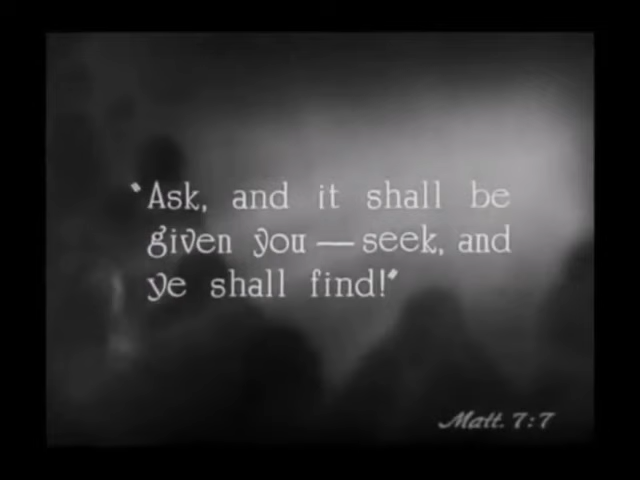 "Ask, and it shall be
given you — seek, and
ye shall find!"
Matt. 7:7